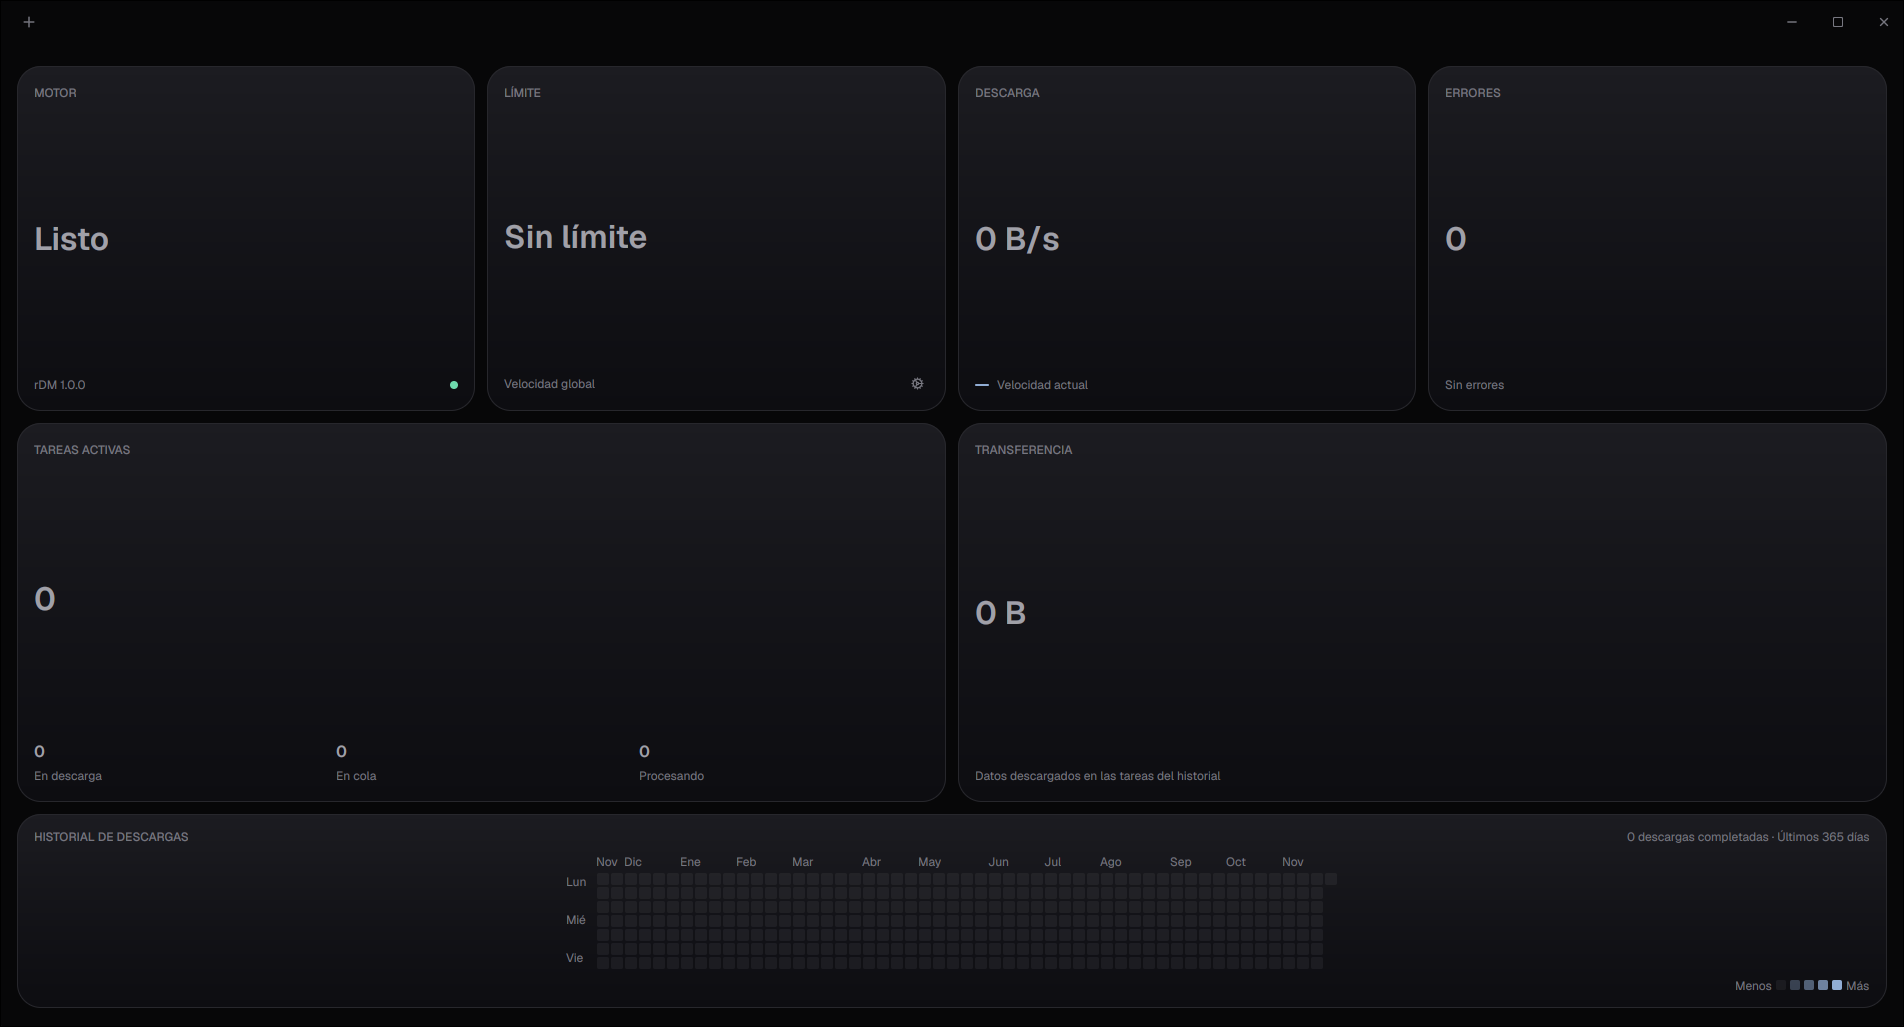 MOTOR
LÍMITE
DESCARGA
ERRORES
Listo
Sin límite
0 B/s
0
rDM 1.0.0
Velocidad global
Velocidad actual
Sin errores
TAREAS ACTIVAS
TRANSFERENCIA
0
0 B
0
0
0
En descarga
En cola
Procesando
Datos descargados en las tareas del historial
HISTORIAL DE DESCARGAS
0 descargas completadas · Últimos 365 días
Nov Dic Ene Feb Mar Abr May Jun Jul Ago Sep Oct Nov
Lun
Mié
Vie
Menos
Más